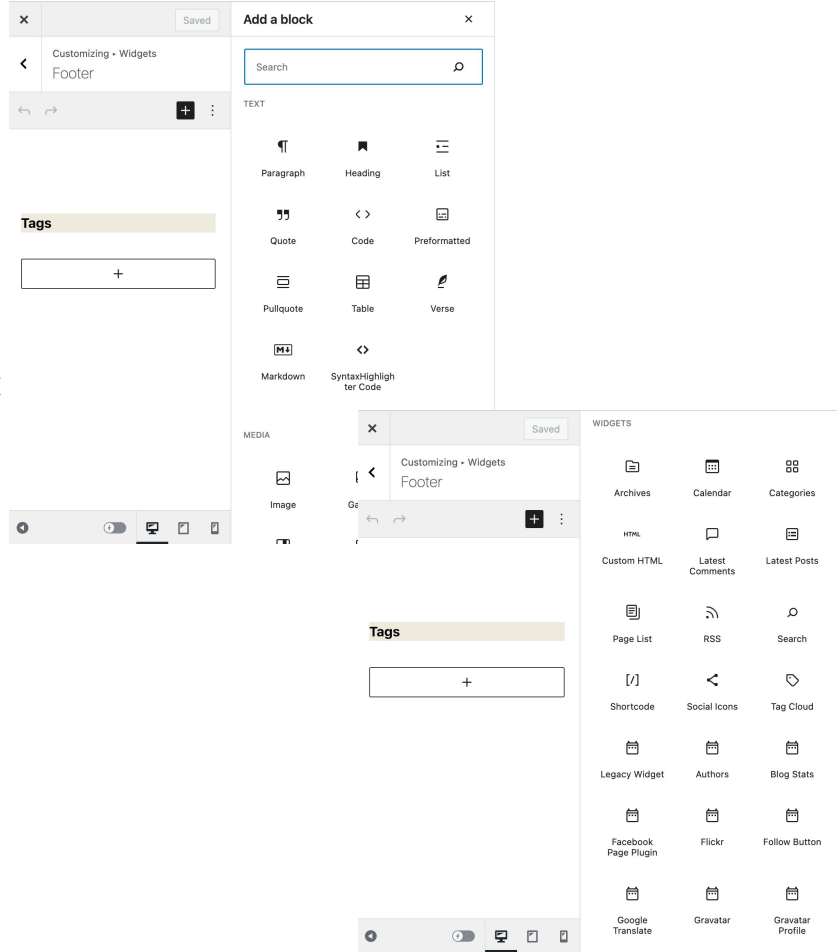 Saved
Add a block
Customizing ▸ Widgets
Footer
Search
TEXT
Paragraph Heading List
Tags
Quote Code Preformatted
Pullquote Table Verse
Markdown SyntaxHighligh
ter Code
MEDIA
Image Ga
Saved
Customizing ▸ Widgets
Footer
Tags
WIDGETS
Archives Calendar Categories
HTML
Custom HTML Latest
Comments Latest Posts
Page List RSS Search
[/]
Shortcode Social Icons Tag Cloud
Legacy Widget Authors Blog Stats
Facebook
Page Plugin Flickr Follow Button
Google
Translate Gravatar Gravatar
Profile